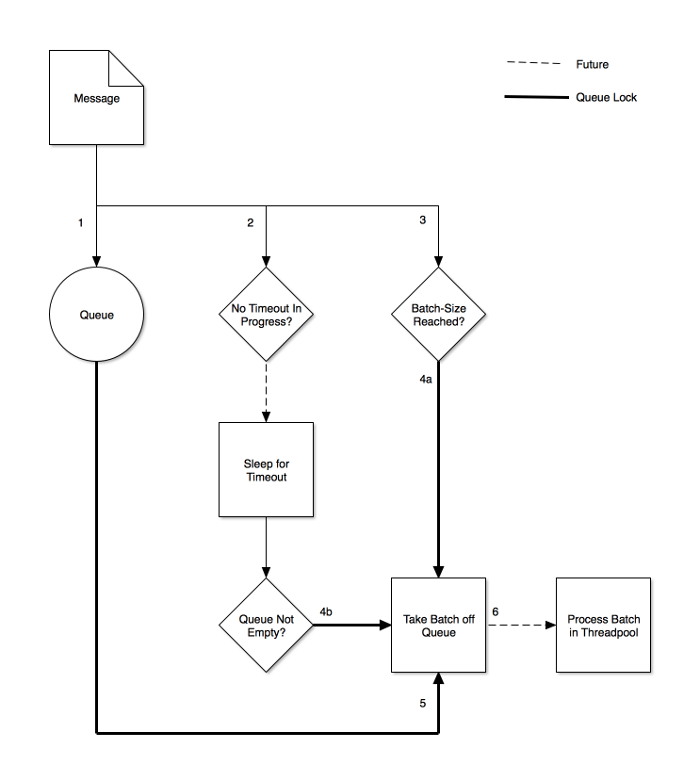 Message
Future
Queue Lock
1
2
3
Queue
No Timeout In
Progress?
Batch-Size
Reached?
4a
Sleep for
Timeout
Queue Not
Empty?
4b
Take Batch off
Queue
6
Process Batch
in Threadpool
5